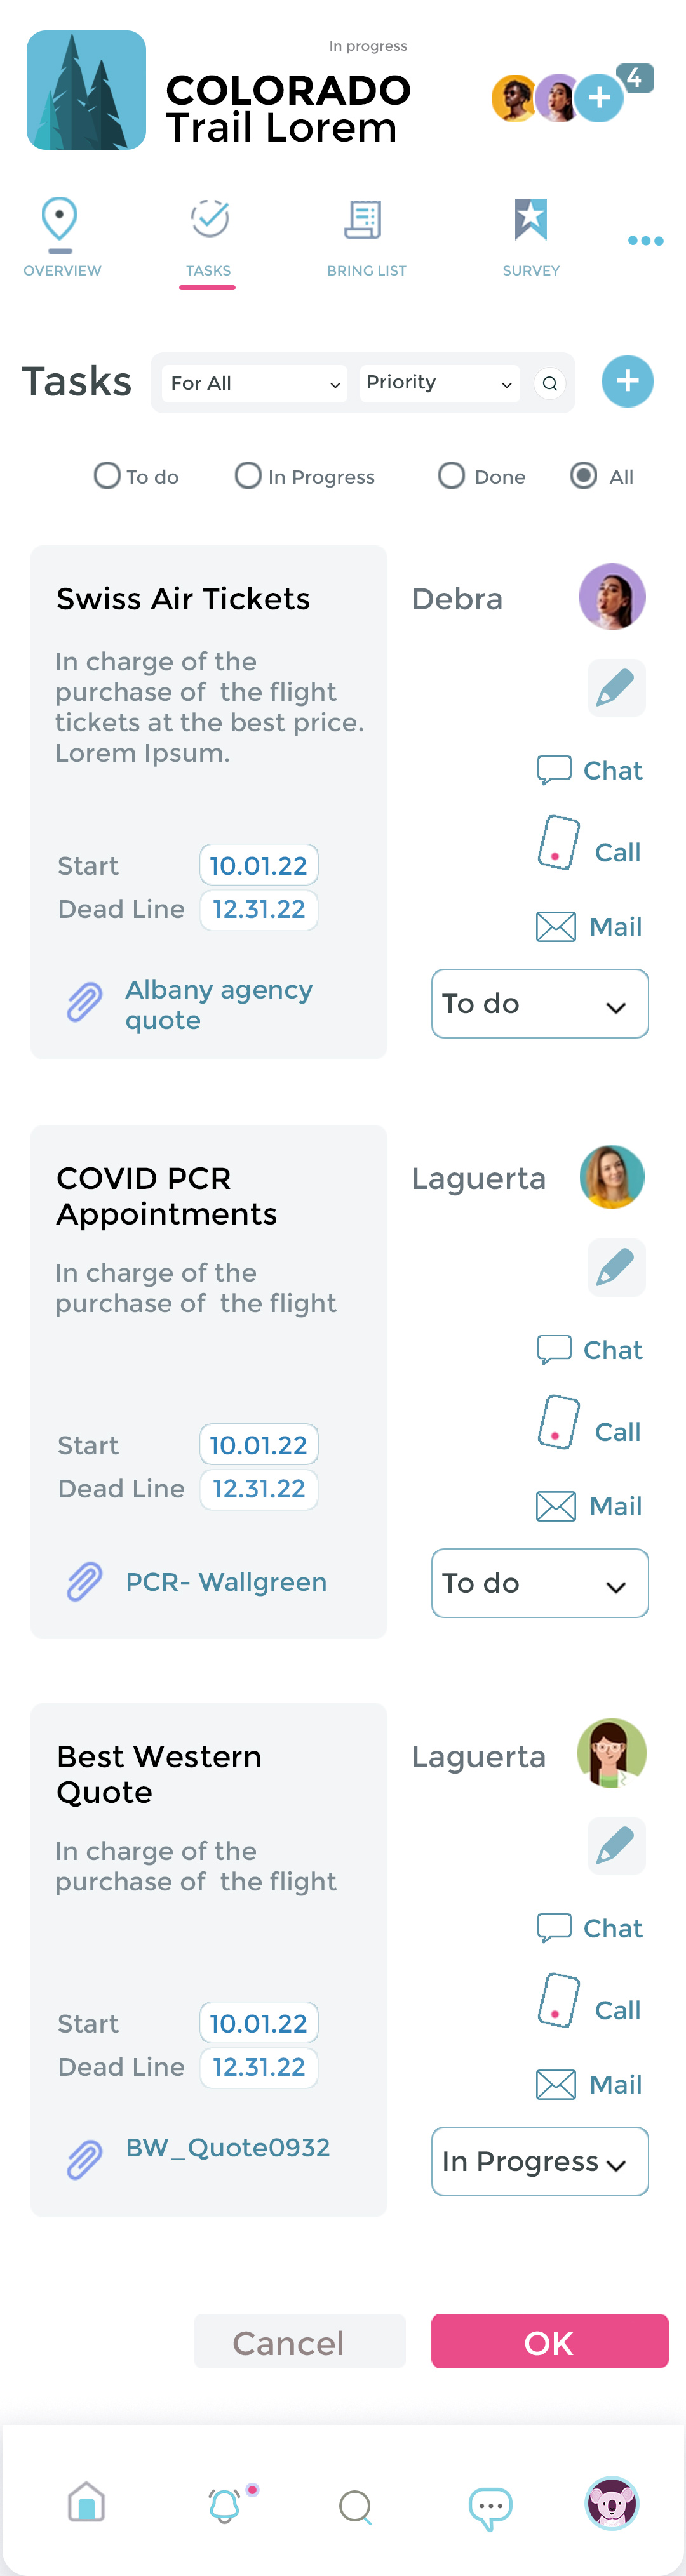 In progress
COLORADO
Trail Lorem
4
OVERVIEW
TASKS
BRING LIST
SURVEY
Tasks
For All
Priority
To do
In Progress
Done
All
Swiss Air Tickets
Debra
In charge of the
purchase of  the flight
tickets at the best price.
Lorem Ipsum.
Chat
Call
Mail
Start 10.01.22
Dead Line 12.31.22
Albany agency
quote
To do
COVID PCR
Appointments
Laguerta
In charge of the
purchase of  the flight
Chat
Call
Mail
Start 10.01.22
Dead Line 12.31.22
PCR- Wallgreen
To do
Best Western
Quote
Laguerta
In charge of the
purchase of  the flight
Chat
Call
Mail
Start 10.01.22
Dead Line 12.31.22
BW_Quote0932
In Progress
Cancel
OK